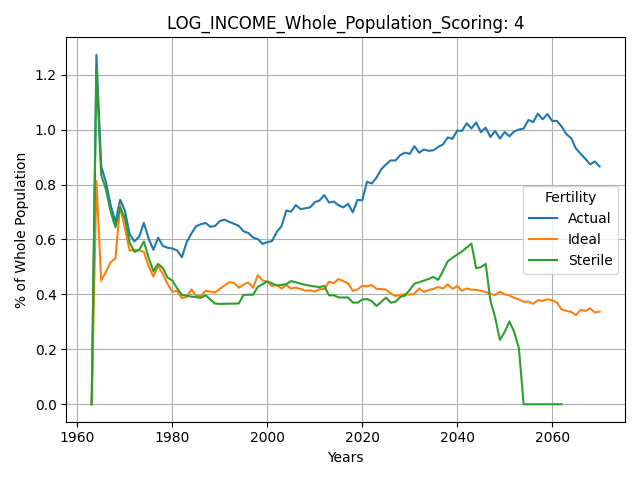 LOG_INCOME_Whole_Population_Scoring: 4
% of Whole Population
1.2
1.0
0.8
0.6
0.4
0.2
0.0
Fertility
Actual
Ideal
Sterile
1960 1980 2000 2020 2040 2060
Years